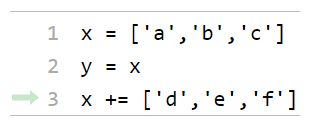 1 x = ['a','b','c']
2 y = x
3 x += ['d','e','f']